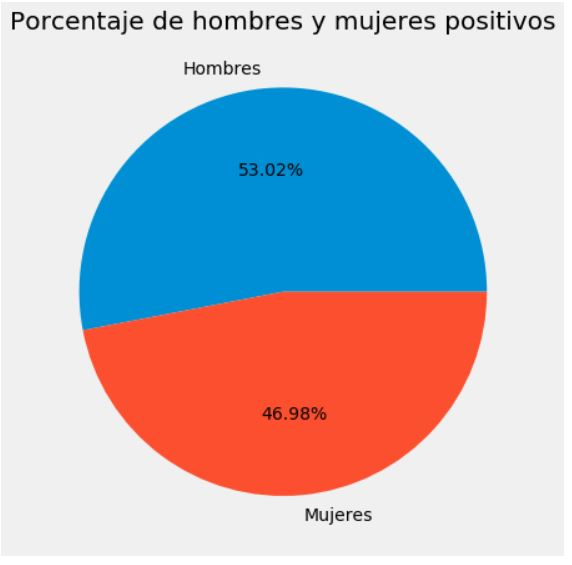 Porcentaje de hombres y mujeres positivos
Hombres
53.02%
46.98%
Mujeres